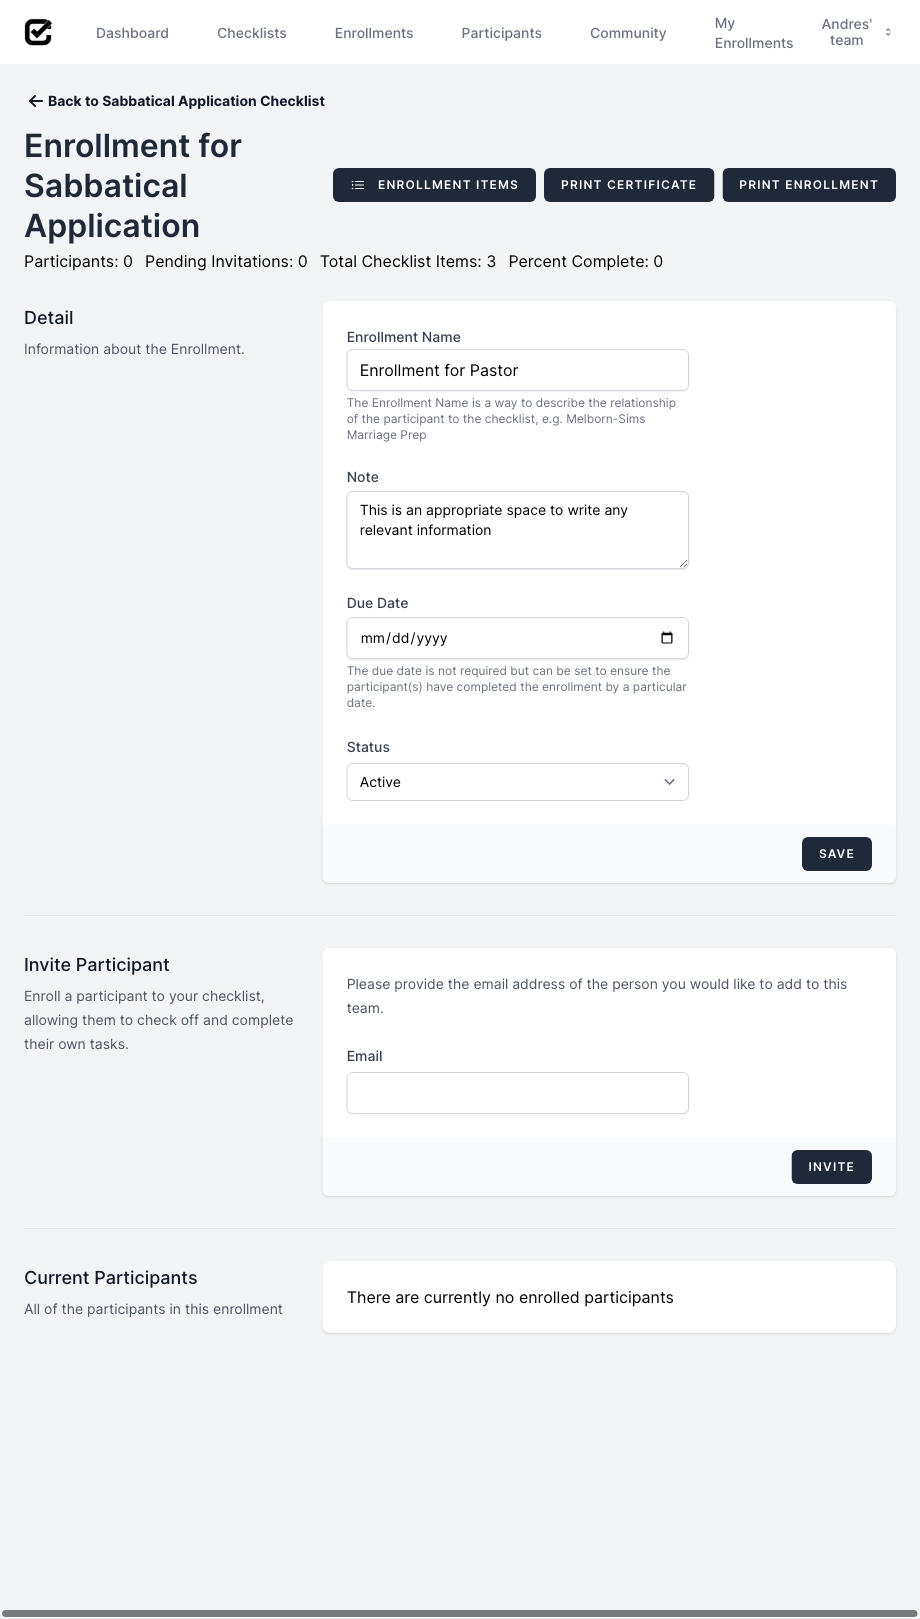 Dashboard
Checklists
Enrollments
Participants
Community
My
Enrollments
Andres'
team
Back to Sabbatical Application Checklist
Enrollment for
Sabbatical
Application
ENROLLMENT ITEMS
PRINT CERTIFICATE
PRINT ENROLLMENT
Participants: 0 Pending Invitations: 0 Total Checklist Items: 3 Percent Complete: 0
Detail
Information about the Enrollment.
Enrollment Name
Enrollment for Pastor
The Enrollment Name is a way to describe the relationship
of the participant to the checklist, e.g. Melborn-Sims
Marriage Prep
Note
This is an appropriate space to write any
relevant information
Due Date
mm/dd/yyyy
The due date is not required but can be set to ensure the
participant(s) have completed the enrollment by a particular
date.
Status
Active
SAVE
Invite Participant
Enroll a participant to your checklist,
allowing them to check off and complete
their own tasks.
Please provide the email address of the person you would like to add to this
team.
Email
INVITE
Current Participants
All of the participants in this enrollment
There are currently no enrolled participants